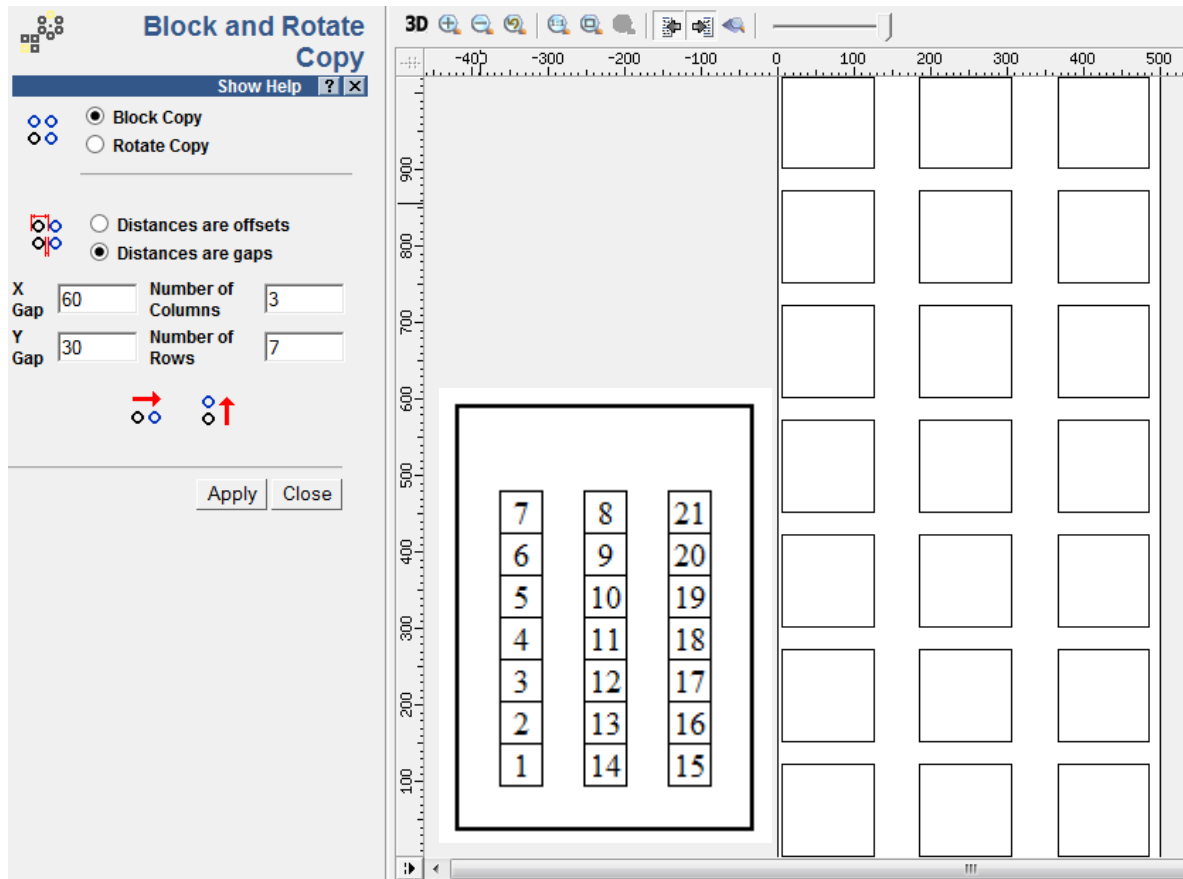 Block and Rotate
Copy
Show Help ? X
Block Copy
Rotate Copy
Distances are offsets
Distances are gaps
X Gap 60 Number of Columns 3
Y Gap 30 Number of Rows 7
Apply Close
3D
-400 -300 -200 -100 0 100 200 300 400 500
900
800
700
600
500
400
300
200
100
7 8 21
6 9 20
5 10 19
4 11 18
3 12 17
2 13 16
1 14 15